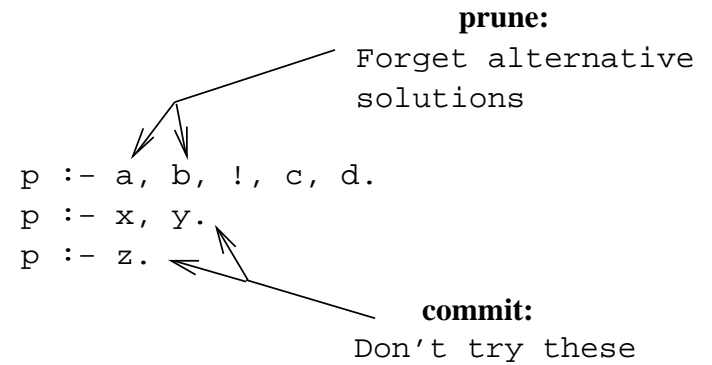 prune:
Forget alternative
solutions
p :- a, b, !, c, d.
p :- x, y.
p :- z.
commit:
Don't try these